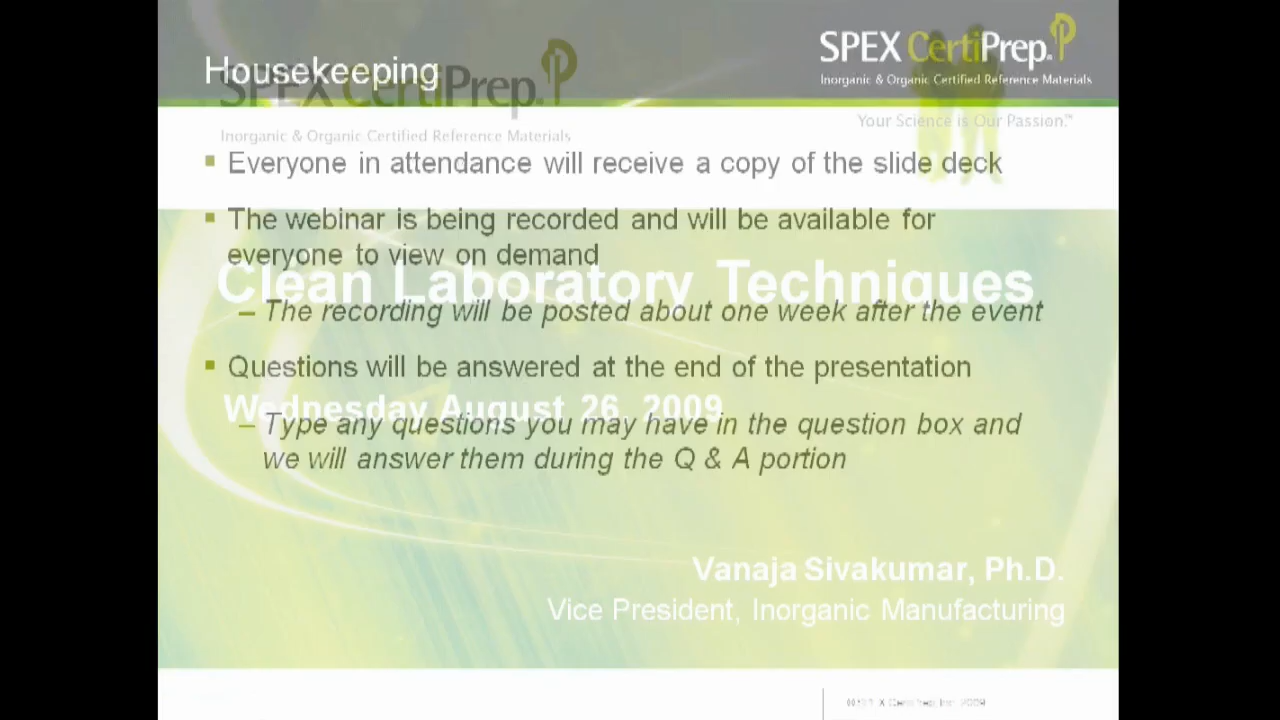 Housekeeping
SPEX CertiPrep.
Inorganic & Organic Certified Reference Materials
SPEX CertiPrep.
Inorganic & Organic Certified Reference Materials
Your Science is Our Passion.™
▪ Everyone in attendance will receive a copy of the slide deck
▪ The webinar is being recorded and will be available for
everyone to view on demand
Clean Laboratory Techniques
– The recording will be posted about one week after the event
▪ Questions will be answered at the end of the presentation
Wednesday August 26, 2009
– Type any questions you may have in the question box and
we will answer them during the Q & A portion
Vanaja Sivakumar, Ph.D.
Vice President, Inorganic Manufacturing
2009